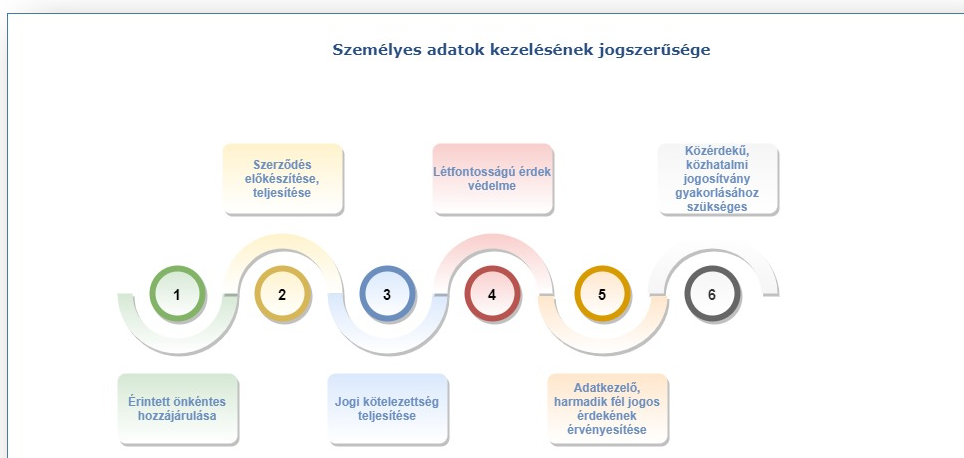 Személyes adatok kezelésének jogszerűsége
Szerződés
előkészítése,
teljesítése
Létfontosságú érdek
védelme
Közérdekű,
közhatalmi
jogosítvány
gyakorlásához
szükséges
1
2
3
4
5
6
Érintett önkéntes
hozzájárulása
Jogi kötelezettség
teljesítése
Adatkezelő,
harmadik fél jogos
érdekének
érvényesítése